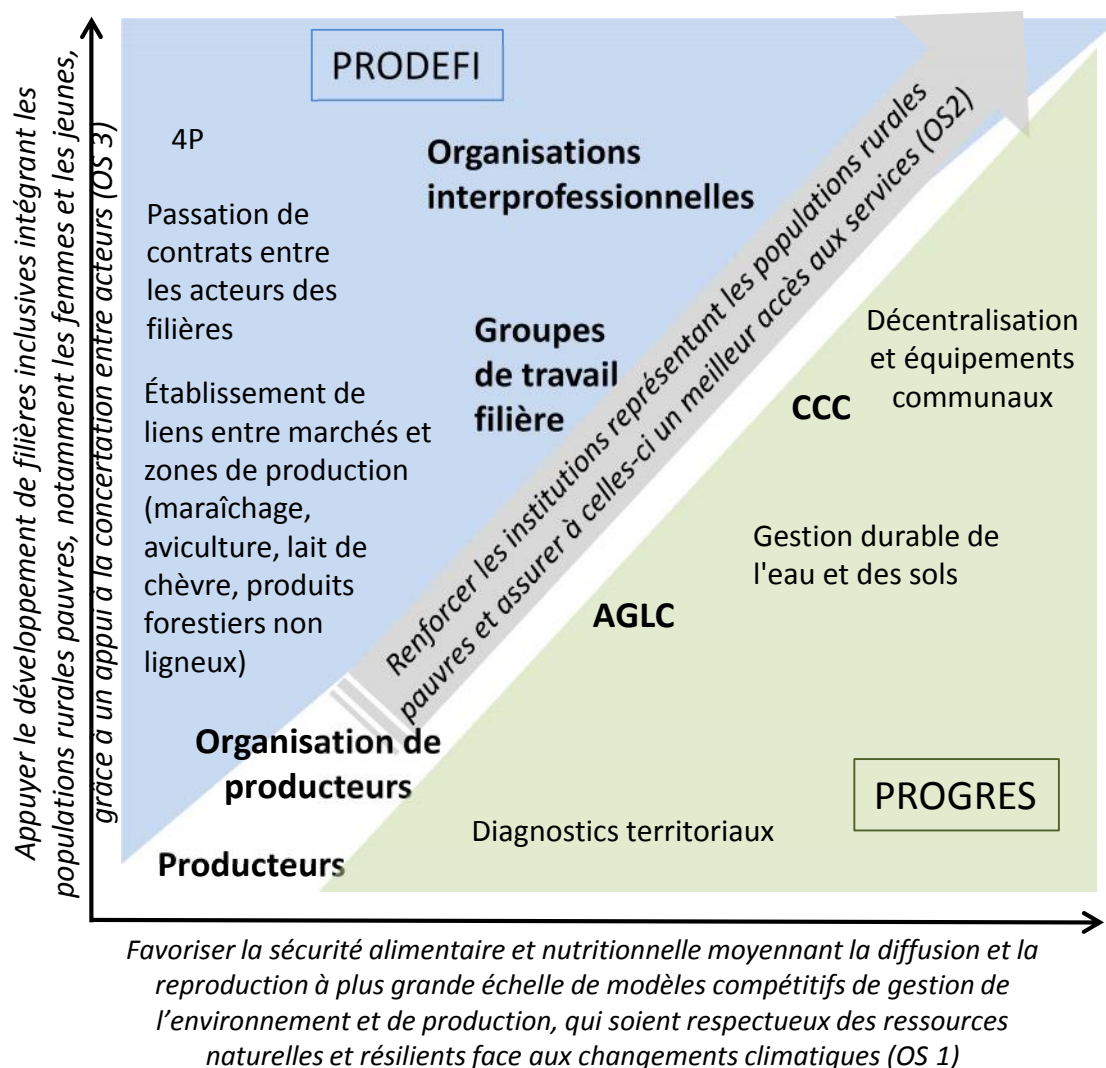 Appuyer le développement de filières inclusives intégrant les
populations rurales pauvres, notamment les femmes et les jeunes,
grâce à un appui à la concertation entre acteurs (OS 3)
PRODEFI
4P
Organisations
interprofessionnelles
Passation de
contrats entre
les acteurs des
filières
Groupes
de travail
filière
Établissement de
liens entre marchés et
zones de production
(maraîchage,
aviculture, lait de
chèvre, produits
forestiers non
ligneux)
Renforcer les institutions représentant les populations rurales
pauvres et assurer à celles-ci un meilleur accès aux services (OS2)
Décentralisation
et équipements
communaux
CCC
Gestion durable de
l'eau et des sols
AGLC
Organisation de
producteurs
PROGRES
Diagnostics territoriaux
Producteurs
Favoriser la sécurité alimentaire et nutritionnelle moyennant la diffusion et la
reproduction à plus grande échelle de modèles compétitifs de gestion de
l’environnement et de production, qui soient respectueux des ressources
naturelles et résilients face aux changements climatiques (OS 1)